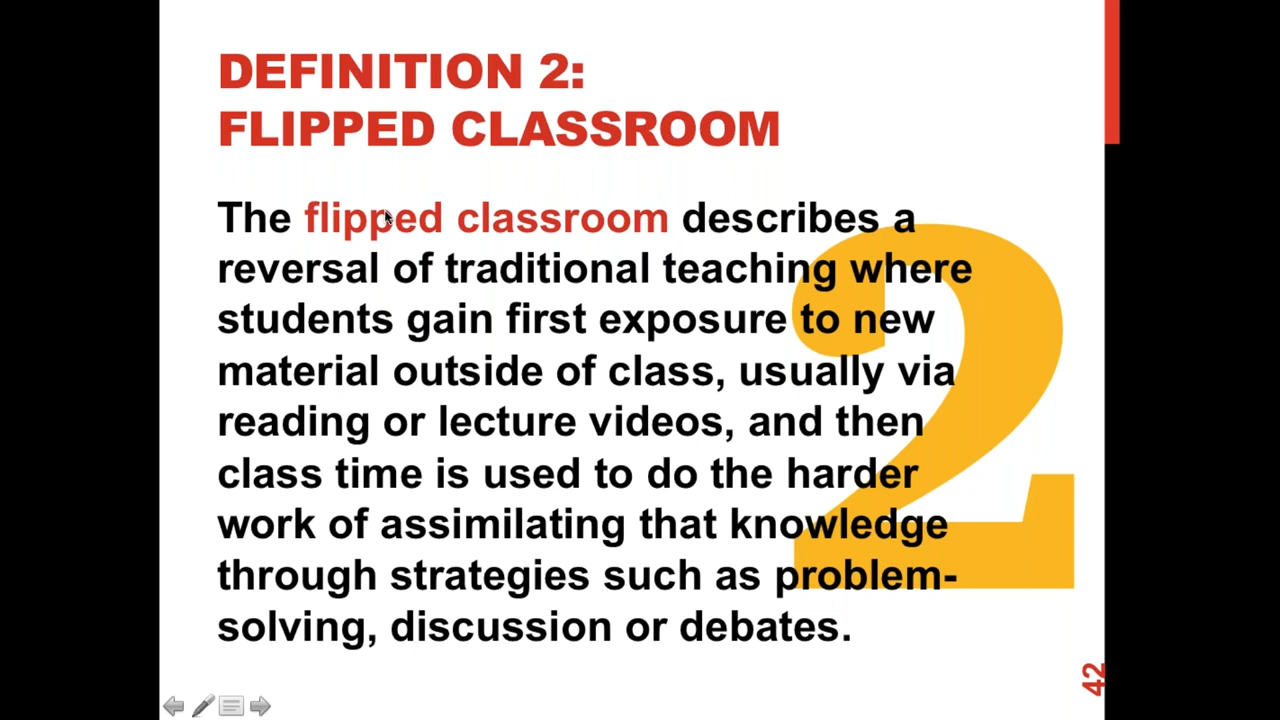 DEFINITION 2:
FLIPPED CLASSROOM
The flipped classroom describes a
reversal of traditional teaching where
students gain first exposure to new
material outside of class, usually via
reading or lecture videos, and then
class time is used to do the harder
work of assimilating that knowledge
through strategies such as problem-
solving, discussion or debates.
2
42